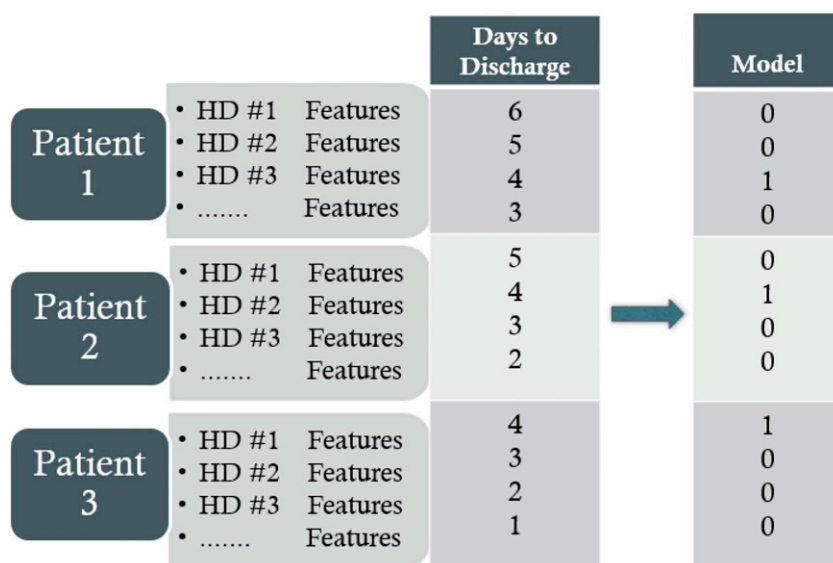 Days to
Discharge
Model
Patient
1
• HD #1 Features 6 0
• HD #2 Features 5 0
• HD #3 Features 4 1
• ....... Features 3 0
Patient
2
• HD #1 Features 5 0
• HD #2 Features 4 1
• HD #3 Features 3 0
• ....... Features 2 0
Patient
3
• HD #1 Features 4 1
• HD #2 Features 3 0
• HD #3 Features 2 0
• ....... Features 1 0